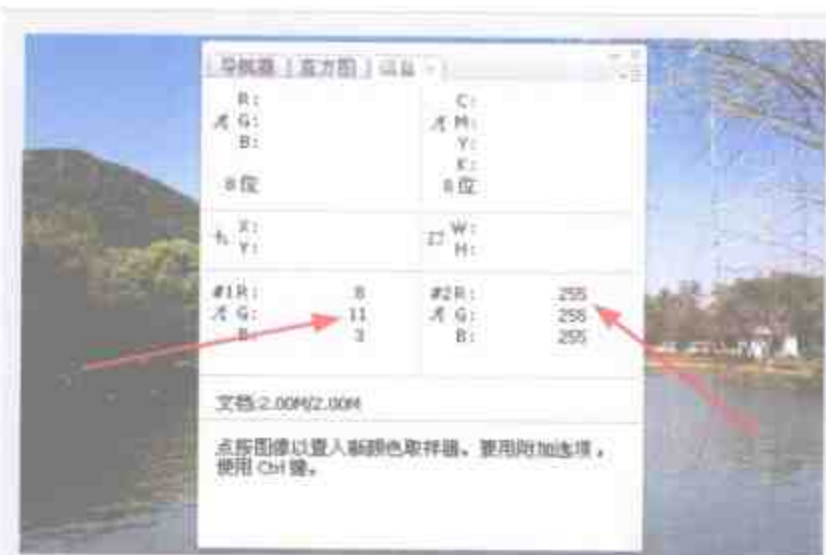 导航器 | 直方图 | 信息
R:
G:
B:
8位
C:
M:
Y:
K:
8位
X:
Y:
W:
H:
#1R: 8
G: 11
B: 3
#2R: 255
G: 255
B: 255
文档:2.00M/2.00M
点按图像以置入新颜色取样器。要用附加选项，
使用 Ctrl 键。